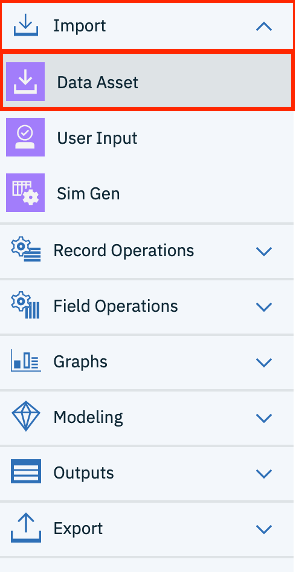 Import
Data Asset
User Input
Sim Gen
Record Operations
Field Operations
Graphs
Modeling
Outputs
Export